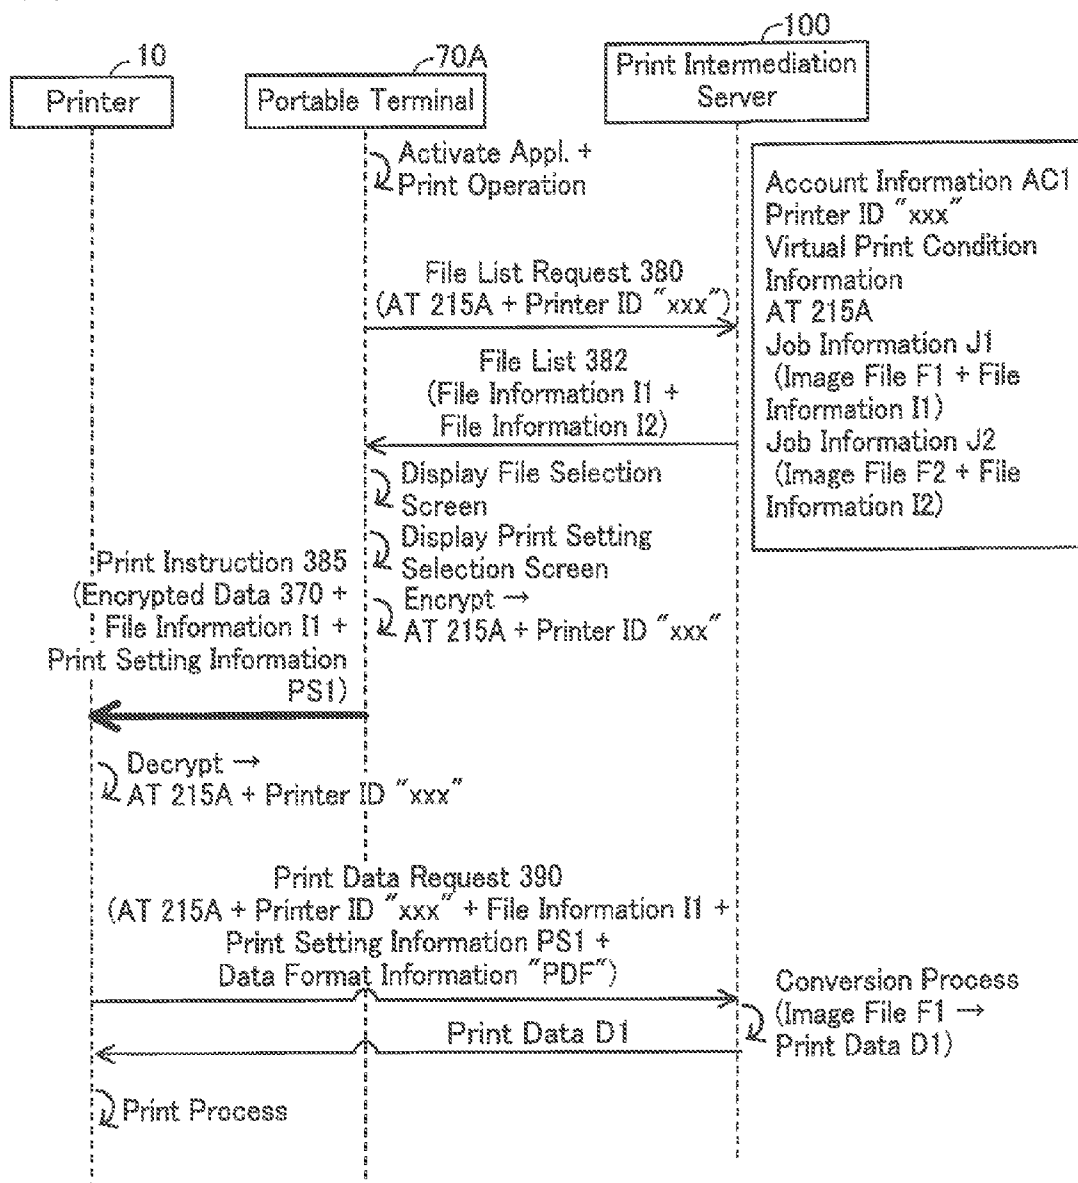 10
Printer
70A
Portable Terminal
100
Print Intermediation
Server
Activate Appl. +
Print Operation
Account Information AC1
Printer ID "xxx"
Virtual Print Condition
Information
AT 215A
Job Information J1
(Image File F1 + File
Information I1)
Job Information J2
(Image File F2 + File
Information I2)
File List Request 380
(AT 215A + Printer ID "xxx")
File List 382
(File Information I1 +
File Information I2)
Display File Selection
Screen
Display Print Setting
Selection Screen
Encrypt →
AT 215A + Printer ID "xxx"
Print Instruction 385
(Encrypted Data 370 +
File Information I1 +
Print Setting Information
PS1)
Decrypt →
AT 215A + Printer ID "xxx"
Print Data Request 390
(AT 215A + Printer ID "xxx" + File Information I1 +
Print Setting Information PS1 +
Data Format Information "PDF")
Conversion Process
(Image File F1 →
Print Data D1)
Print Data D1
Print Process